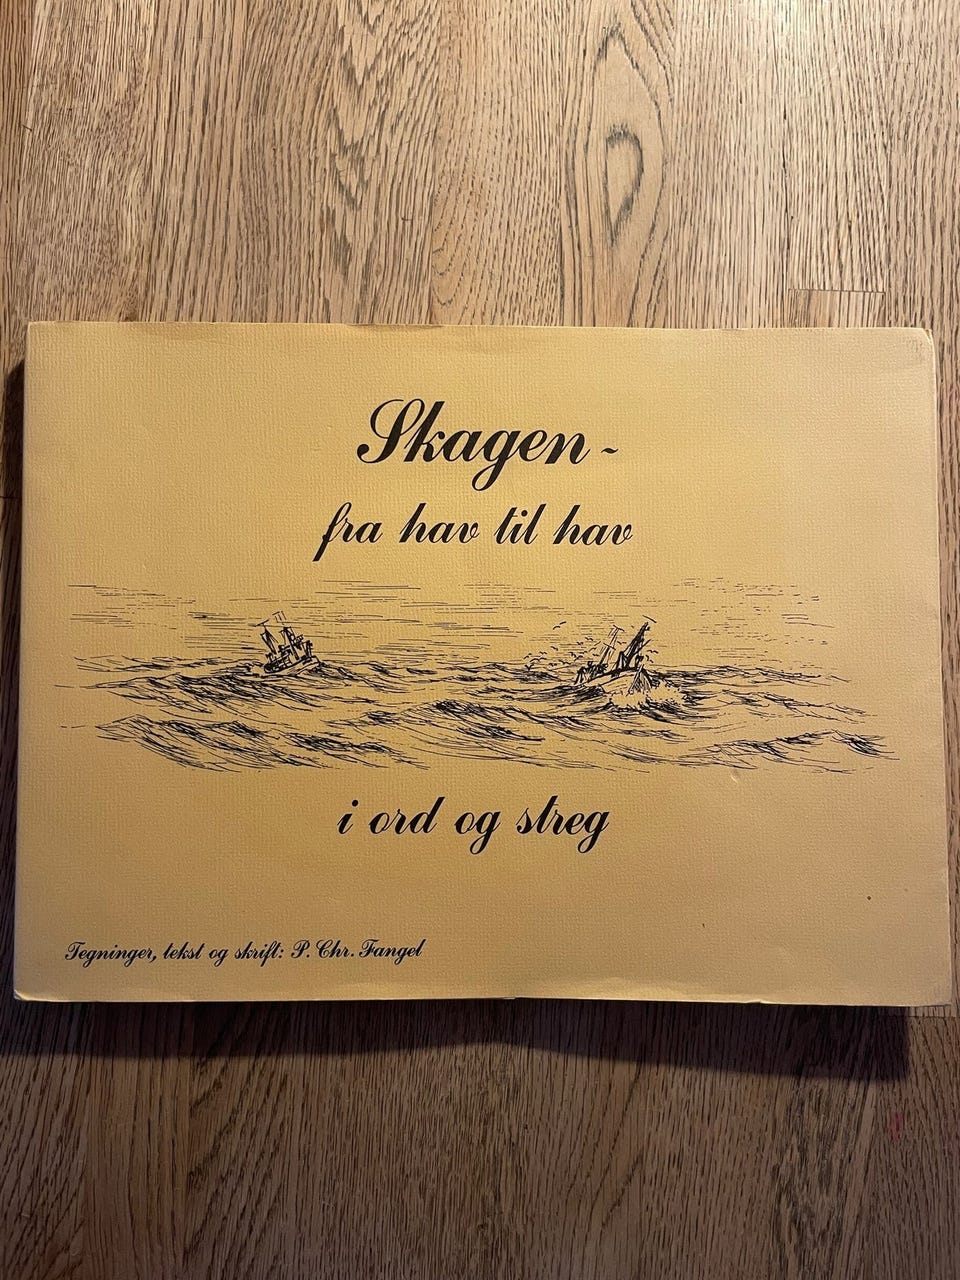 Skagen -
fra hav til hav
i ord og streg
Tegninger, tekst og skrift: P. Chr. Fangel